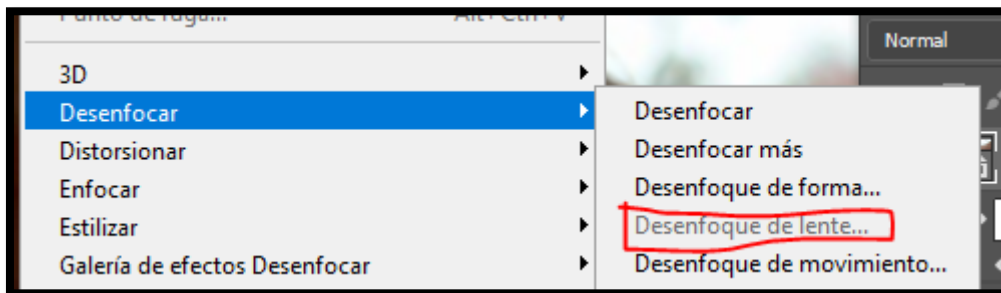 Normal
3D
Desenfocar
Distorsionar
Enfocar
Estilizar
Galería de efectos Desenfocar
Desenfocar
Desenfocar más
Desenfoque de forma...
Desenfoque de lente...
Desenfoque de movimiento...